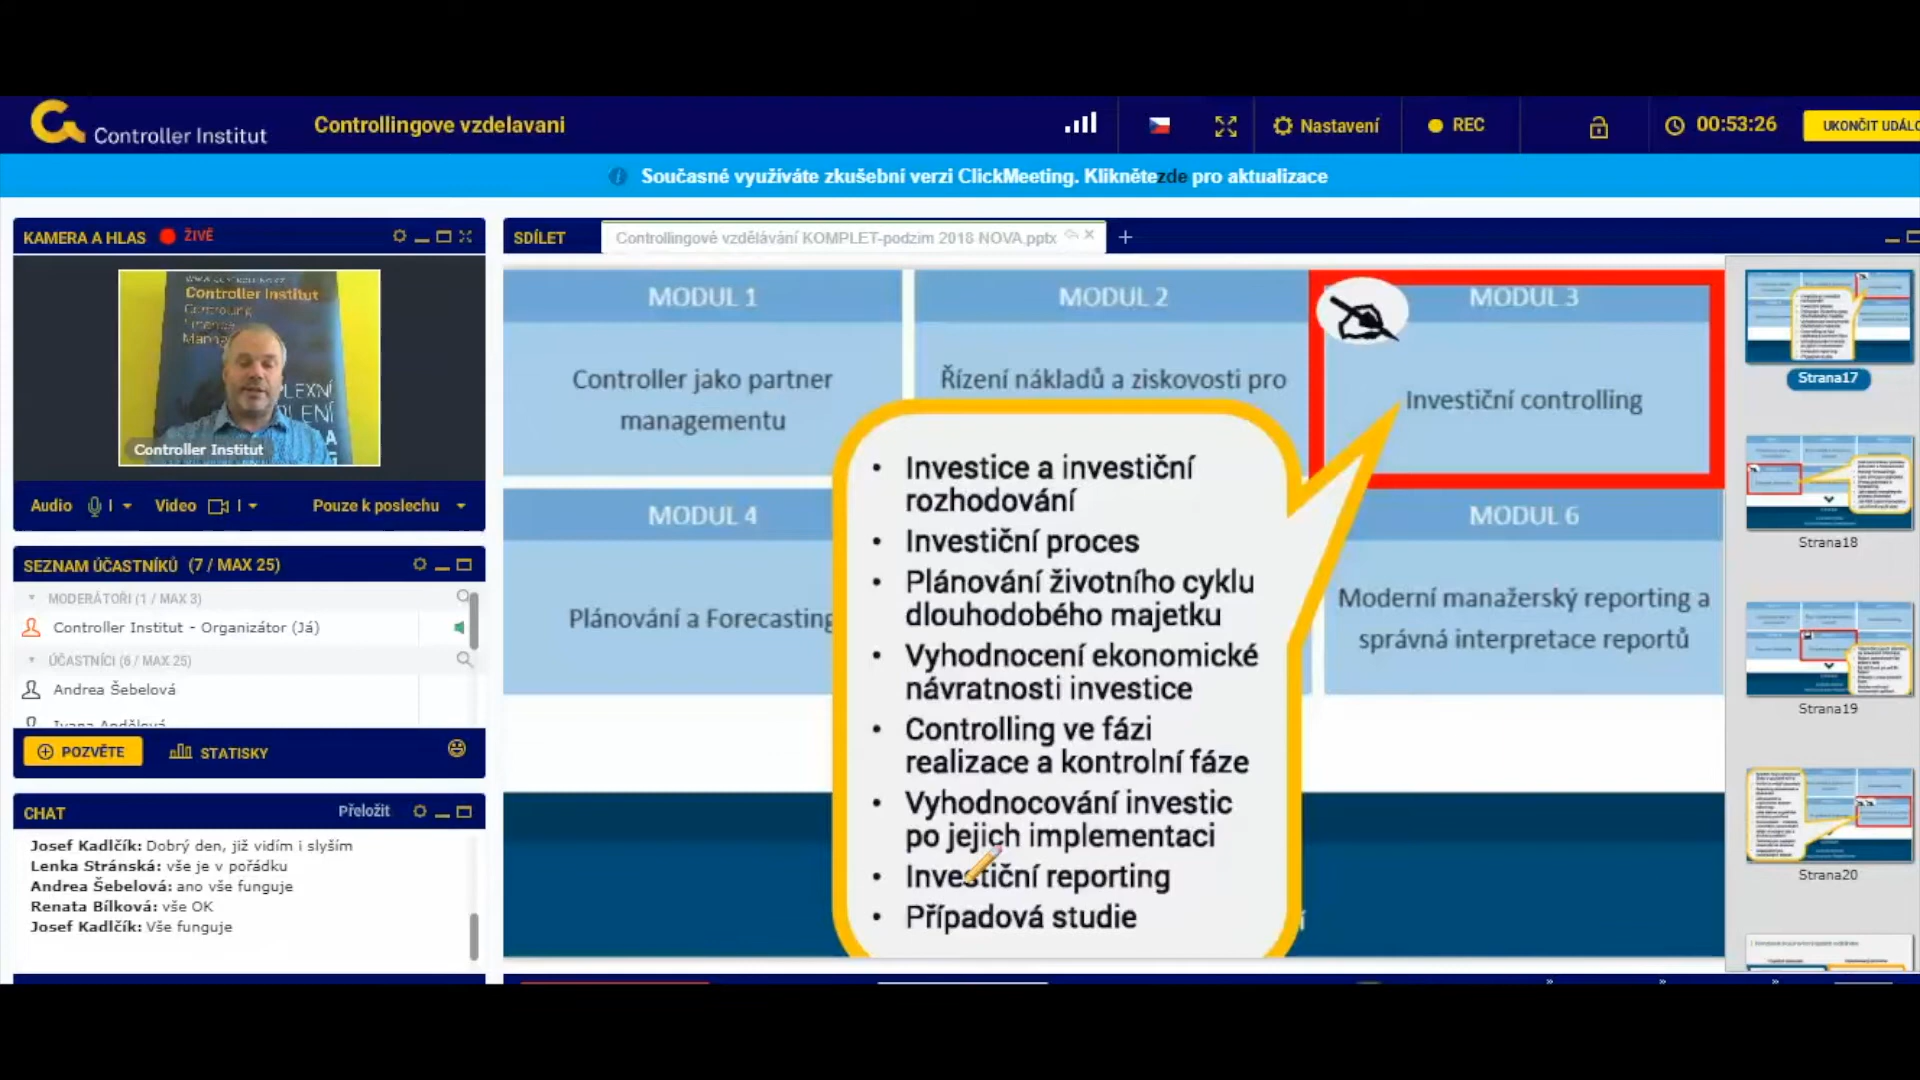 Controller Institut
Controllingove vzdelavani
Nastavení
REC
00:53:26
UKONČIT UDÁLO
Současné využíváte zkušební verzi ClickMeeting. Klikněte zde pro aktualizace
KAMERA A HLAS
ŽIVĚ
Controller Institut
Controlling
Finance
Controller Institut
Audio
Video
Pouze k poslechu
SEZNAM ÚČASTNÍKŮ (7 / MAX 25)
MODERÁTOŘI (1 / MAX 3)
Controller Institut - Organizátor (Já)
ÚČASTNÍCI (6 / MAX 25)
Andrea Šebelová
Ivana Andělová
POZVĚTE
STATISKY
CHAT
Přeložit
Josef Kadlčík: Dobrý den, již vidím i slyším
Lenka Stránská: vše je v pořádku
Andrea Šebelová: ano vše funguje
Renata Bílková: vše OK
Josef Kadlčík: Vše funguje
SDÍLET
Controllingové vzdělávání KOMPLET-podzim 2018 NOVA.pptx
MODUL 1
Controller jako partner
managementu
MODUL 2
Řízení nákladů a ziskovosti pro
MODUL 3
Investiční controlling
MODUL 4
Plánování a Forecasting
MODUL 6
Moderní manažerský reporting a
správná interpretace reportů
• Investice a investiční
rozhodování
• Investiční proces
• Plánování životního cyklu
dlouhodobého majetku
• Vyhodnocení ekonomické
návratnosti investice
• Controlling ve fázi
realizace a kontrolní fáze
• Vyhodnocování investic
po jejich implementaci
• Investiční reporting
• Případová studie
Strana17
Strana18
Strana19
Strana20